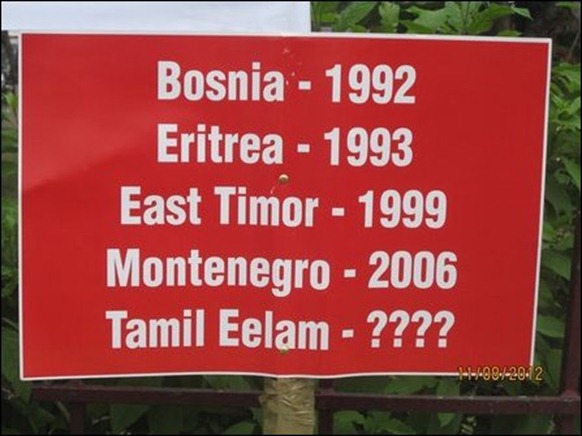 Bosnia - 1992
Eritrea - 1993
East Timor - 1999
Montenegro - 2006
Tamil Eelam - ????
11/08/2012